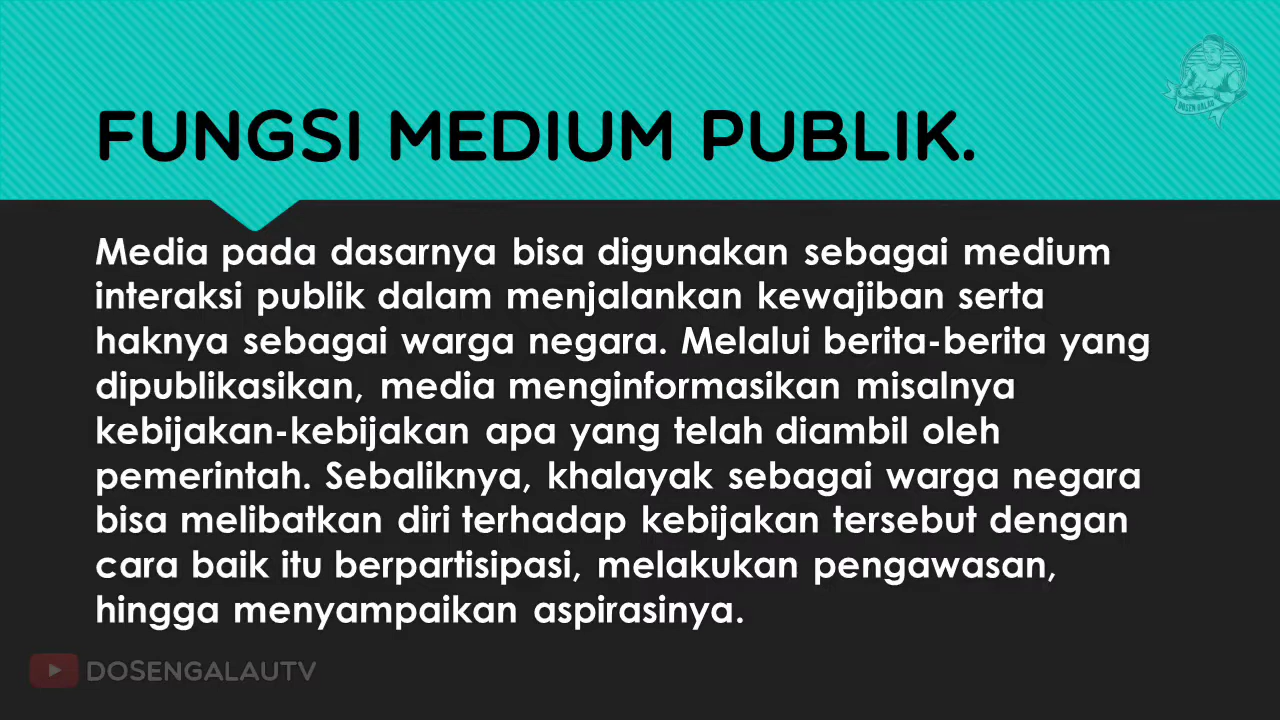 FUNGSI MEDIUM PUBLIK.
Media pada dasarnya bisa digunakan sebagai medium
interaksi publik dalam menjalankan kewajiban serta
haknya sebagai warga negara. Melalui berita-berita yang
dipublikasikan, media menginformasikan misalnya
kebijakan-kebijakan apa yang telah diambil oleh
pemerintah. Sebaliknya, khalayak sebagai warga negara
bisa melibatkan diri terhadap kebijakan tersebut dengan
cara baik itu berpartisipasi, melakukan pengawasan,
hingga menyampaikan aspirasinya.
DOSENGALAUTV
DOSEN GALAU